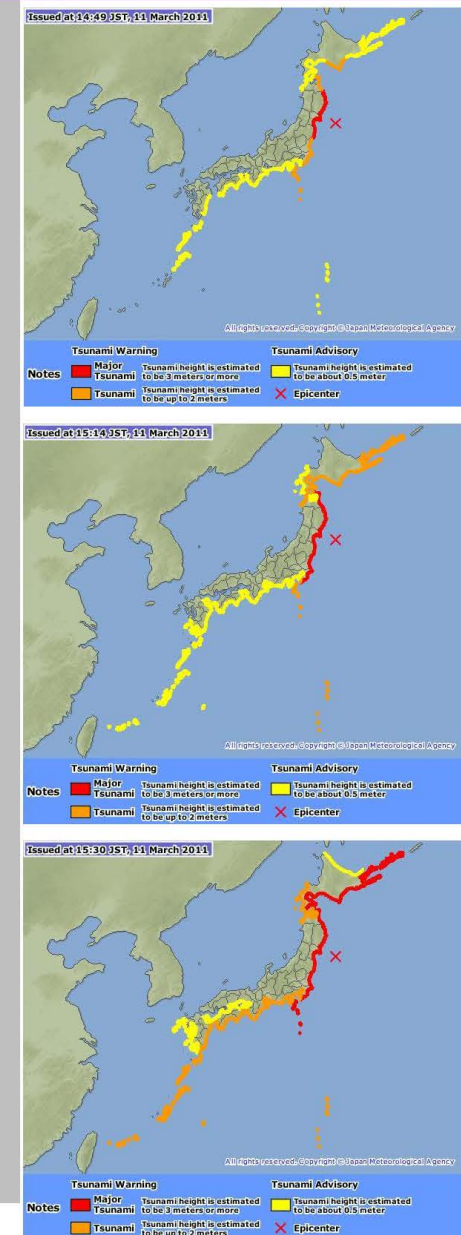 Issued at 14:49 JST, 11 March 2011
All rights reserved. Copyright © Japan Meteorological Agency
Tsunami Warning
Tsunami Advisory
Notes
Major Tsunami
Tsunami height is estimated
to be 3 meters or more
Tsunami height is estimated
to be about 0.5 meter
Tsunami
Tsunami height is estimated
to be up to 2 meters
Epicenter
Issued at 15:14 JST, 11 March 2011
All rights reserved. Copyright © Japan Meteorological Agency
Tsunami Warning
Tsunami Advisory
Notes
Major Tsunami
Tsunami height is estimated
to be 3 meters or more
Tsunami height is estimated
to be about 0.5 meter
Tsunami
Tsunami height is estimated
to be up to 2 meters
Epicenter
Issued at 15:30 JST, 11 March 2011
All rights reserved. Copyright © Japan Meteorological Agency
Tsunami Warning
Tsunami Advisory
Notes
Major Tsunami
Tsunami height is estimated
to be 3 meters or more
Tsunami height is estimated
to be about 0.5 meter
Tsunami
Tsunami height is estimated
to be up to 2 meters
Epicenter